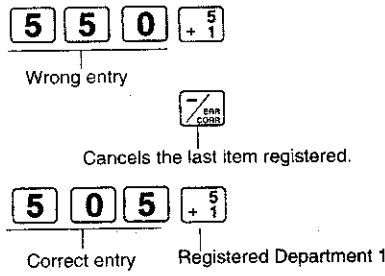 5 5 0 + 5 1
Wrong entry
−/ ERR CORR
Cancels the last item registered.
5 0 5 + 5 1
Correct entry Registered Department 1